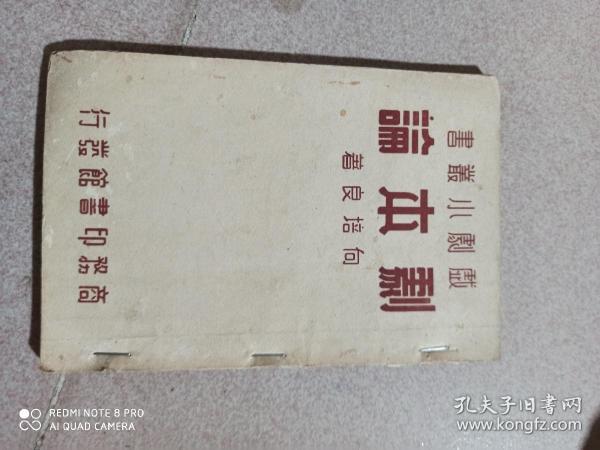 戲劇小叢書
劇本論
向培良著
商務印書館發行
REDMI NOTE 8 PRO
AI QUAD CAMERA
孔夫子旧書网
www.kongfz.com